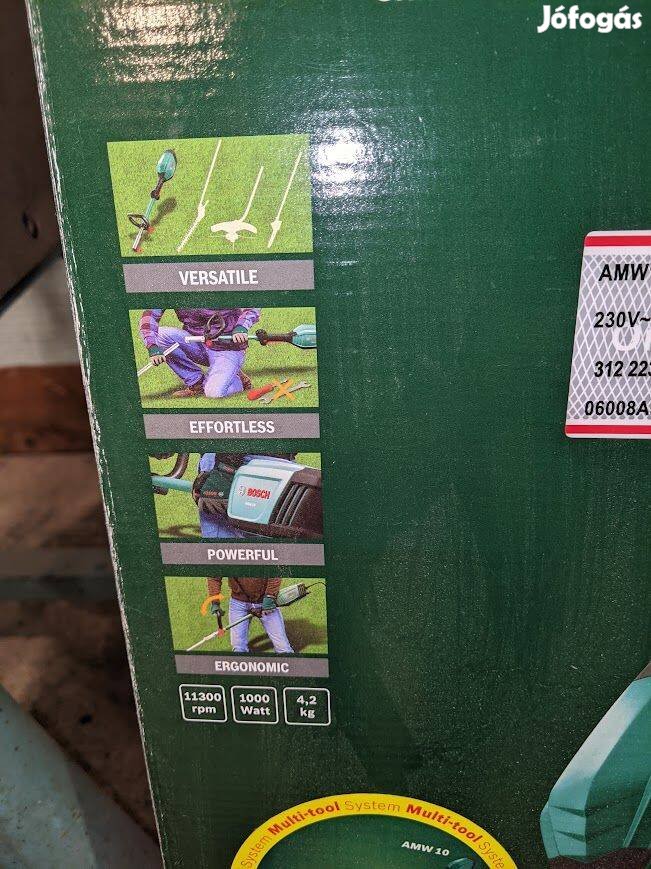 Jófogás
VERSATILE
EFFORTLESS
BOSCH
POWERFUL
ERGONOMIC
11300
rpm
1000
Watt
4,2
kg
AMW
230V~
312 22
06008A
System Multi-tool System Multi-tool Syste
AMW 10